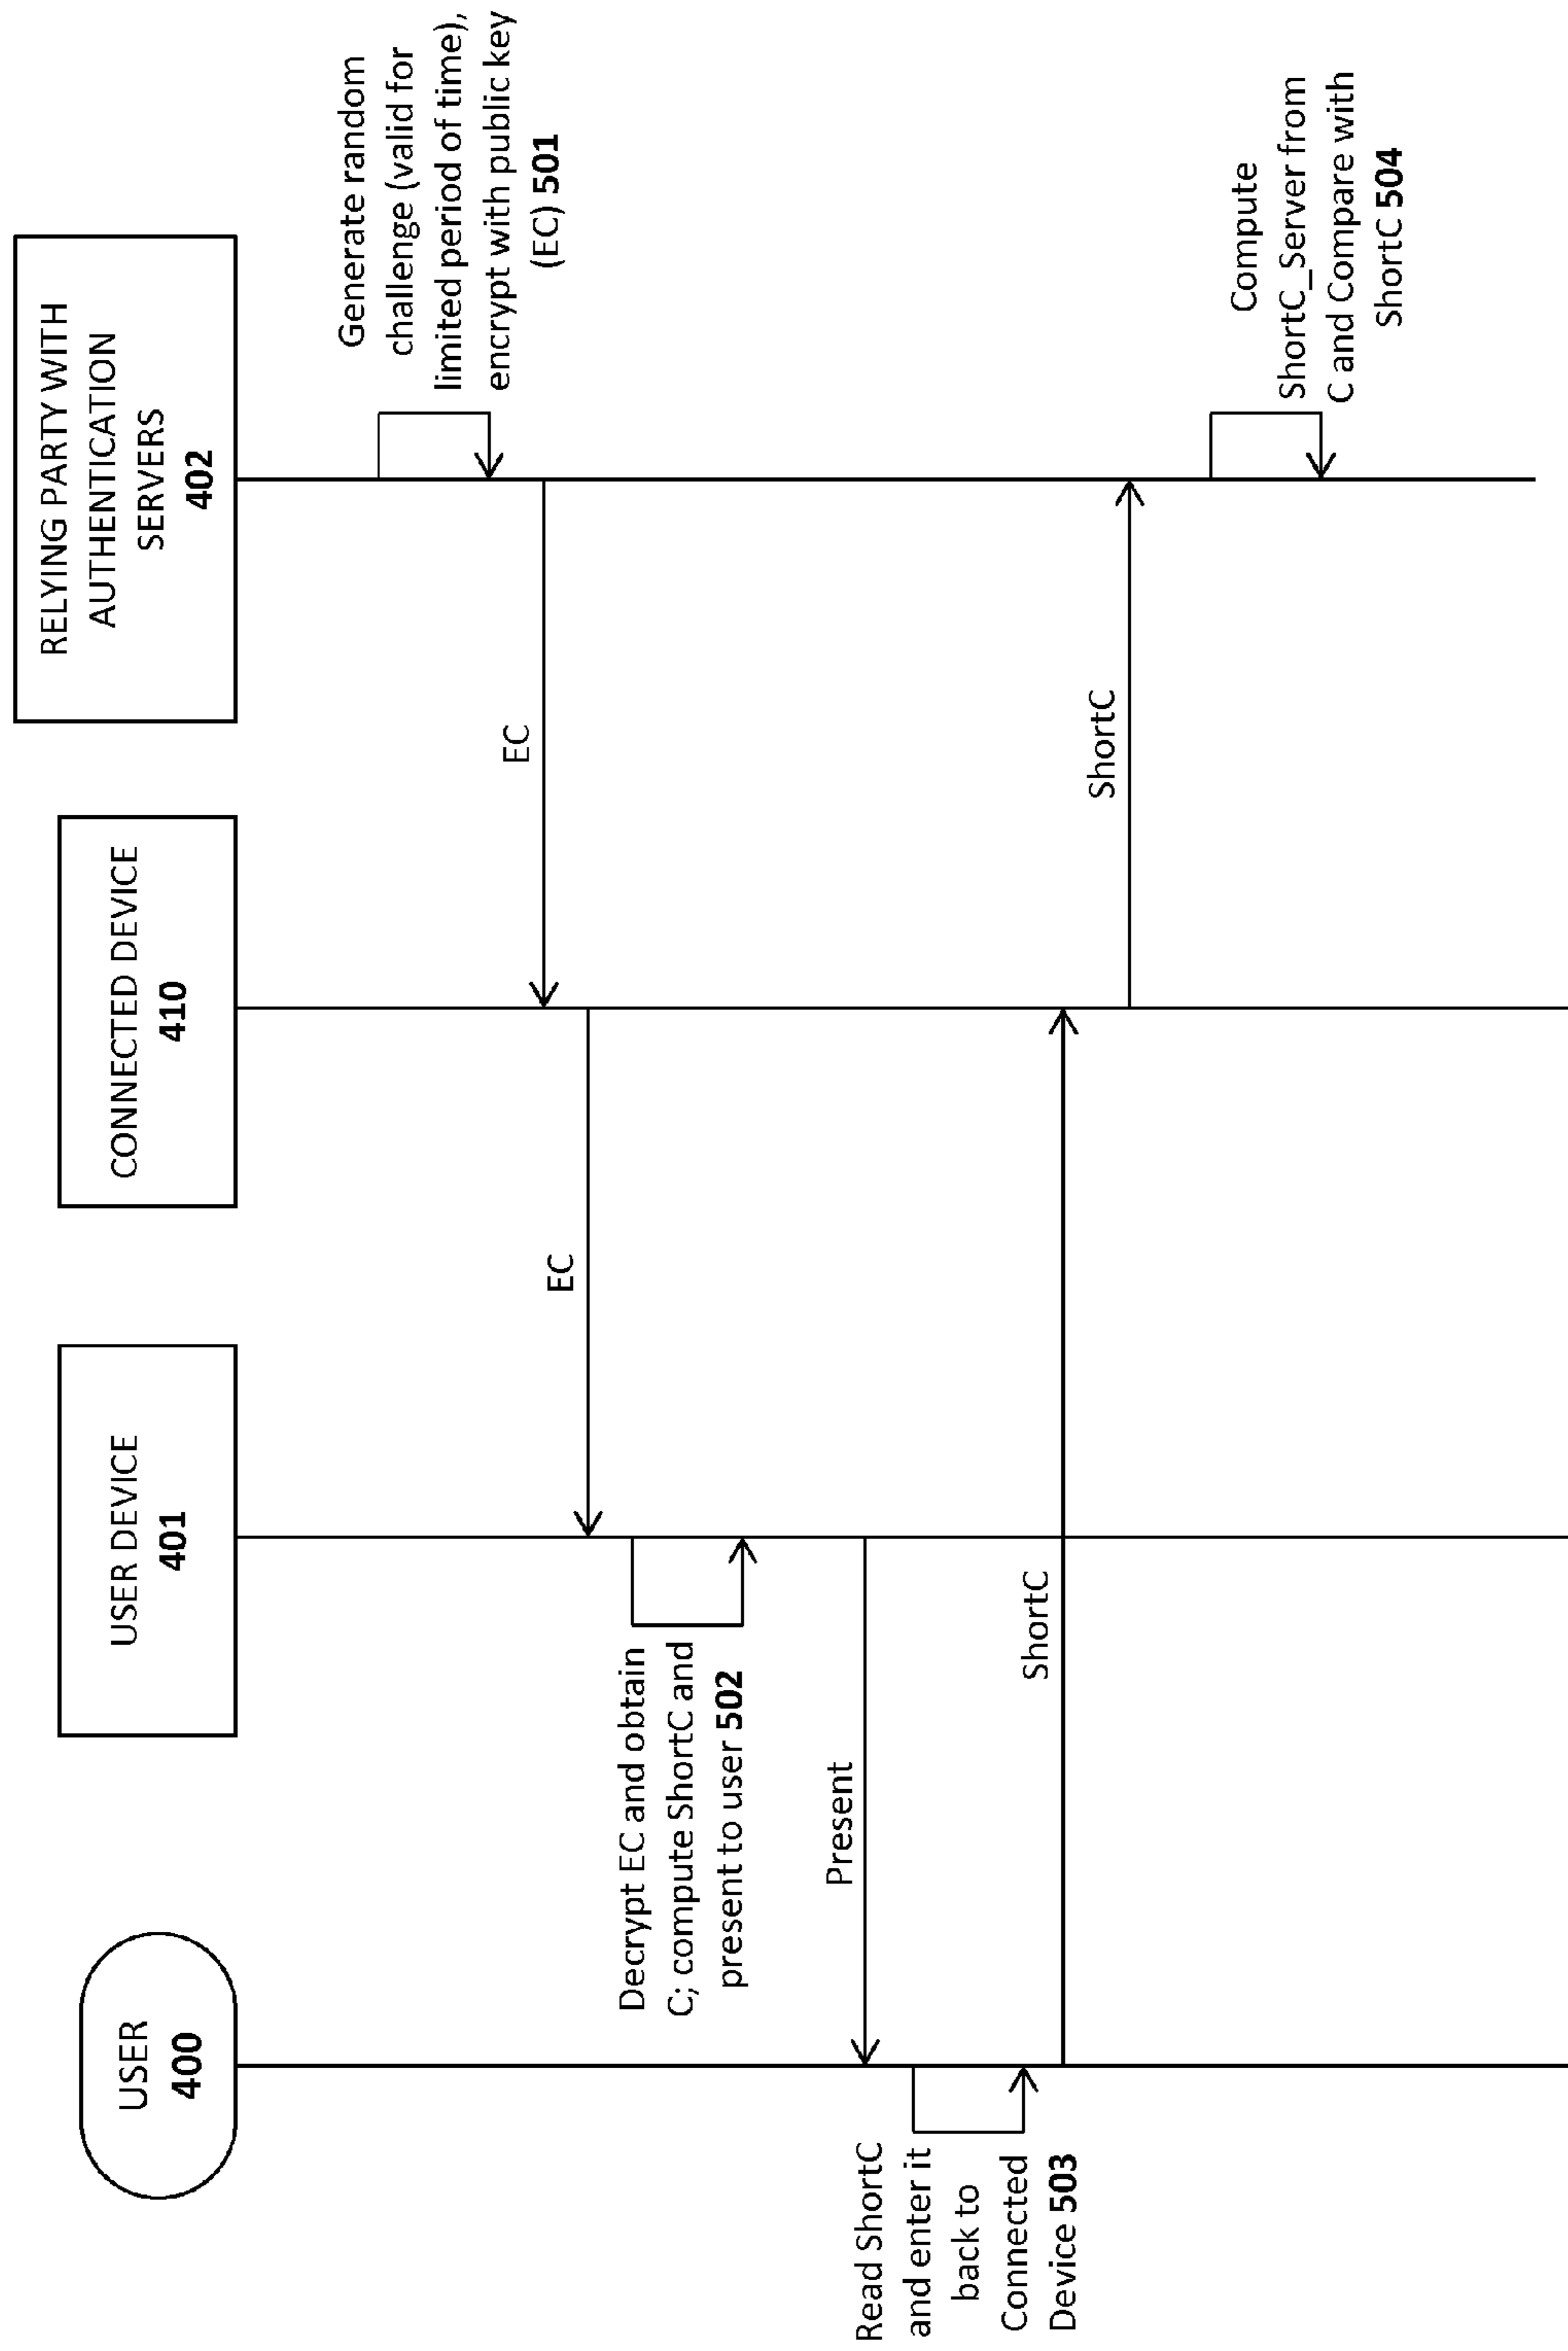 USER
400
USER DEVICE
401
CONNECTED DEVICE
410
RELYING PARTY WITH
AUTHENTICATION
SERVERS
402
Generate random
challenge (valid for
limited period of time),
encrypt with public key
(EC) 501
EC
EC
Decrypt EC and obtain
C; compute ShortC and
present to user 502
Present
Read ShortC
and enter it
back to
Connected
Device 503
ShortC
ShortC
Compute
ShortC_Server from
C and Compare with
ShortC 504